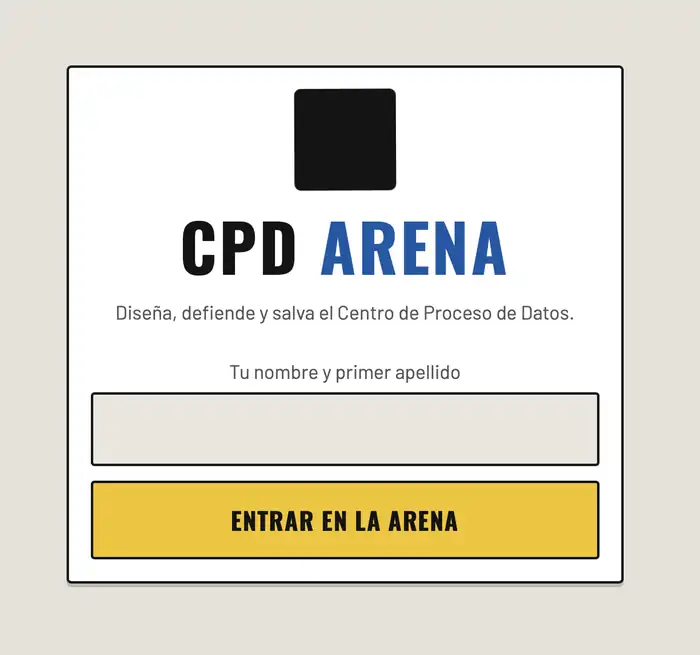 CPD ARENA
Diseña, defiende y salva el Centro de Proceso de Datos.
Tu nombre y primer apellido
ENTRAR EN LA ARENA